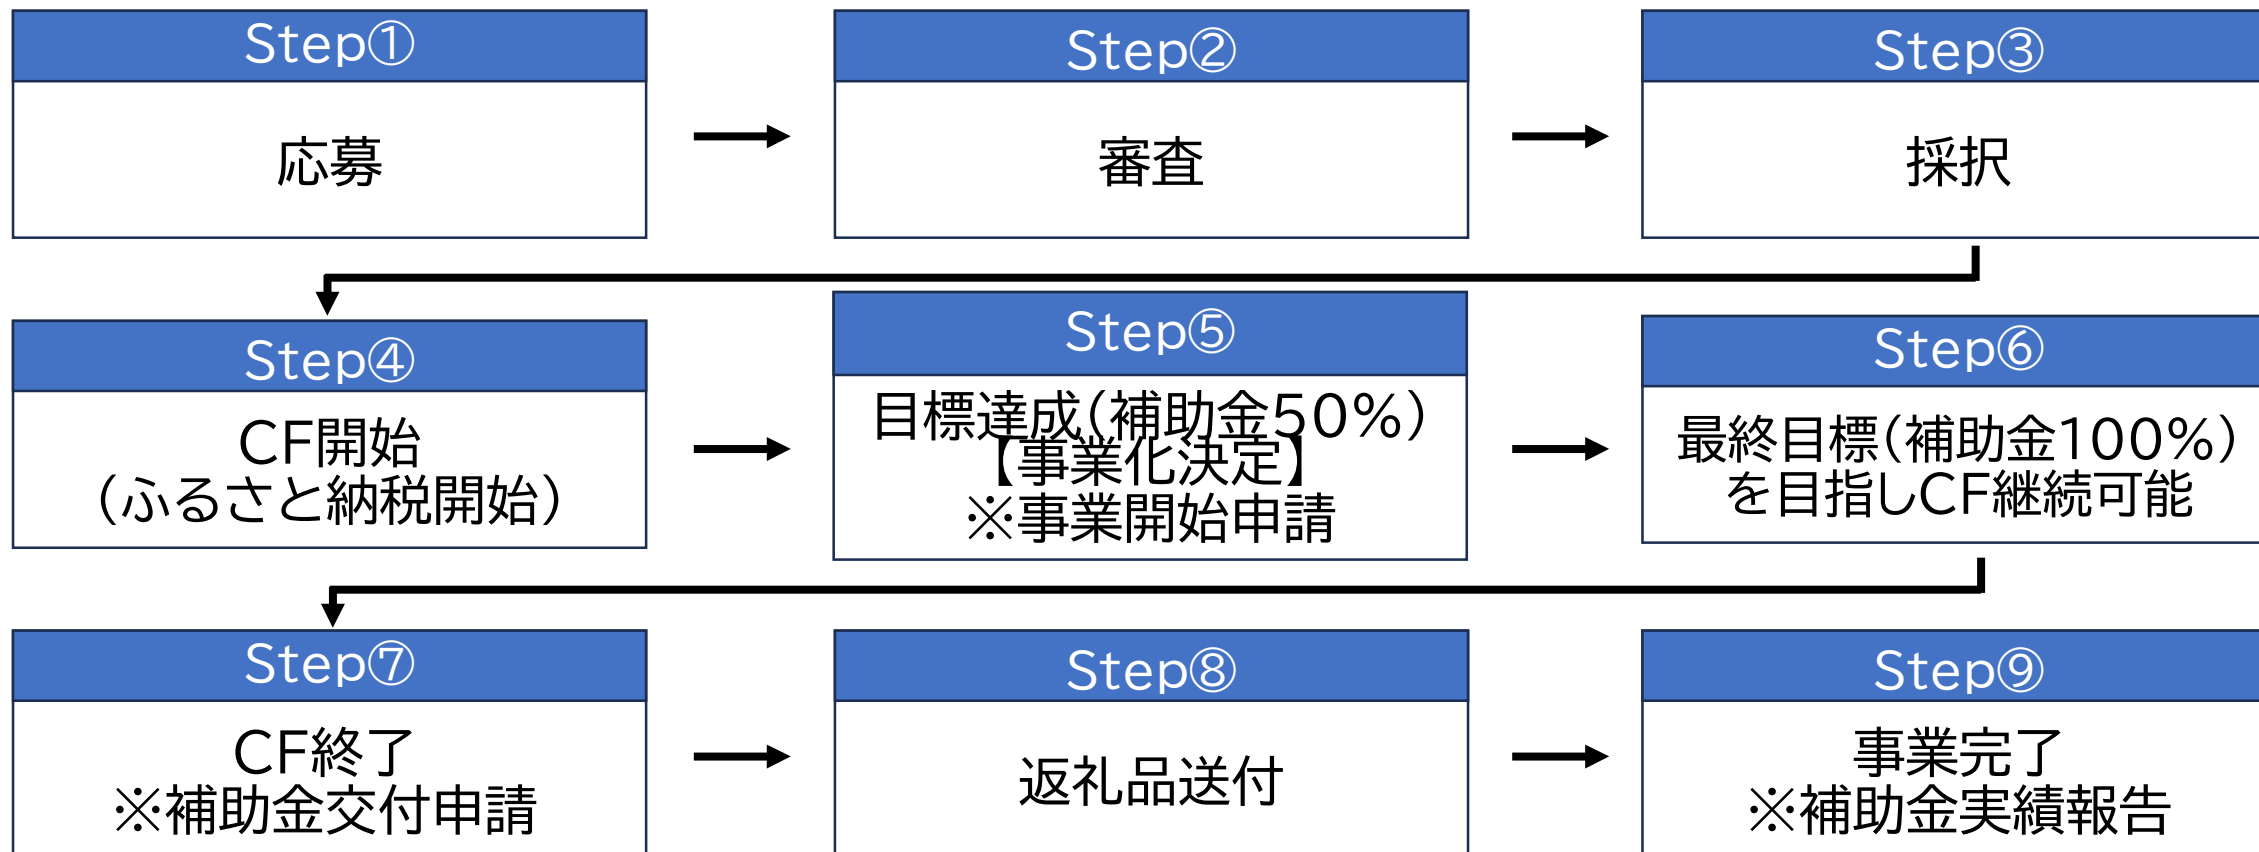 Step①
応募
Step②
審査
Step③
採択
Step④
CF開始
（ふるさと納税開始）
Step⑤
目標達成（補助金50％）
【事業化決定】
※事業開始申請
Step⑥
最終目標（補助金100％）
を目指しCF継続可能
Step⑦
CF終了
※補助金交付申請
Step⑧
返礼品送付
Step⑨
事業完了
※補助金実績報告